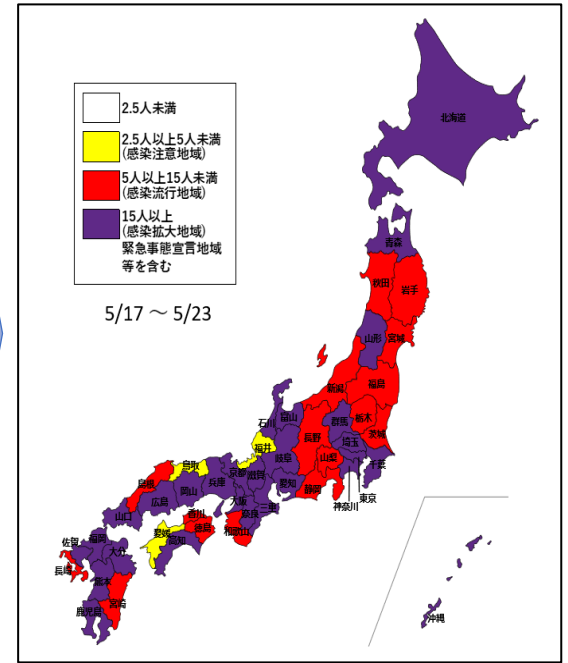 2.5人未満
2.5人以上5人未満
(感染注意地域)
5人以上15人未満
(感染流行地域)
15人以上
(感染拡大地域)
緊急事態宣言地域
等を含む
5/17 ～ 5/23
北海道
青森
秋田
岩手
山形
宮城
新潟
福島
石川
富山
群馬
栃木
福井
長野
埼玉
茨城
岐阜
山梨
千葉
鳥取
京都
滋賀
愛知
静岡
東京
神奈川
島根
岡山
兵庫
広島
大阪
奈良
三重
山口
香川
徳島
和歌山
愛媛
高知
佐賀
福岡
大分
長崎
熊本
宮崎
鹿児島
沖縄